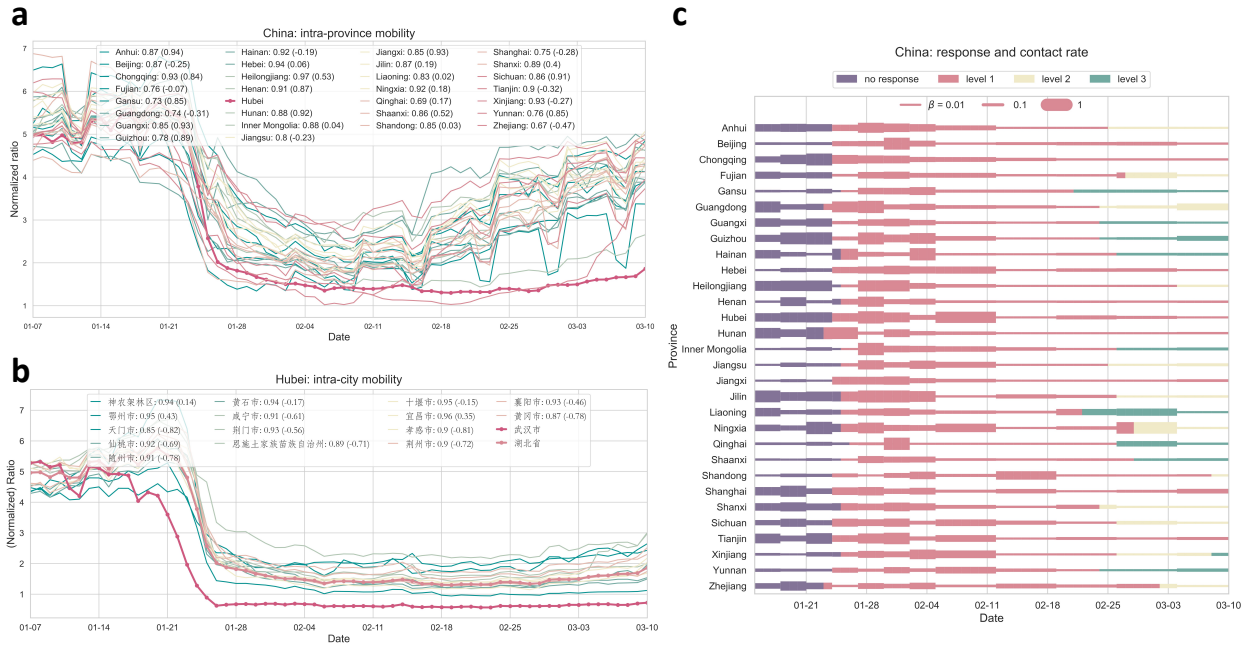 a
China: intra-province mobility
Anhui: 0.87 (0.94)
Beijing: 0.87 (-0.25)
Chongqing: 0.93 (0.84)
Fujian: 0.76 (-0.07)
Gansu: 0.73 (0.85)
Guangdong: 0.74 (-0.31)
Guangxi: 0.85 (0.93)
Guizhou: 0.78 (0.89)
Hainan: 0.92 (-0.19)
Hebei: 0.94 (0.06)
Heilongjiang: 0.97 (0.53)
Henan: 0.91 (0.87)
Hubei
Hunan: 0.88 (0.92)
Inner Mongolia: 0.88 (0.04)
Jiangsu: 0.8 (-0.23)
Jiangxi: 0.85 (0.93)
Jilin: 0.87 (0.19)
Liaoning: 0.83 (0.02)
Ningxia: 0.92 (0.18)
Qinghai: 0.69 (0.17)
Shaanxi: 0.86 (0.52)
Shandong: 0.85 (0.03)
Shanghai: 0.75 (-0.28)
Shanxi: 0.89 (0.4)
Sichuan: 0.86 (0.91)
Tianjin: 0.9 (-0.32)
Xinjiang: 0.93 (-0.27)
Yunnan: 0.76 (0.85)
Zhejiang: 0.67 (-0.47)
Normalized ratio
7
6
5
4
3
2
1
01-07 01-14 01-21 01-28 02-04 02-11 02-18 02-25 03-03 03-10
Date
b
Hubei: intra-city mobility
神农架林区: 0.94 (0.14)
鄂州市: 0.95 (0.43)
天门市: 0.85 (-0.82)
仙桃市: 0.92 (-0.69)
随州市: 0.91 (-0.78)
黄石市: 0.94 (-0.17)
咸宁市: 0.91 (-0.61)
荆门市: 0.93 (-0.56)
恩施土家族苗族自治州: 0.89 (-0.71)
十堰市: 0.95 (-0.15)
宜昌市: 0.96 (0.35)
孝感市: 0.9 (-0.81)
荆州市: 0.9 (-0.72)
襄阳市: 0.93 (-0.46)
黄冈市: 0.87 (-0.78)
武汉市
湖北省
(Normalized) Ratio
7
6
5
4
3
2
1
0
01-07 01-14 01-21 01-28 02-04 02-11 02-18 02-25 03-03 03-10
Date
c
China: response and contact rate
no response level 1 level 2 level 3
β = 0.01 0.1 1
Province
Anhui
Beijing
Chongqing
Fujian
Gansu
Guangdong
Guangxi
Guizhou
Hainan
Hebei
Heilongjiang
Henan
Hubei
Hunan
Inner Mongolia
Jiangsu
Jiangxi
Jilin
Liaoning
Ningxia
Qinghai
Shaanxi
Shandong
Shanghai
Shanxi
Sichuan
Tianjin
Xinjiang
Yunnan
Zhejiang
01-21 01-28 02-04 02-11 02-18 02-25 03-03 03-10
Date